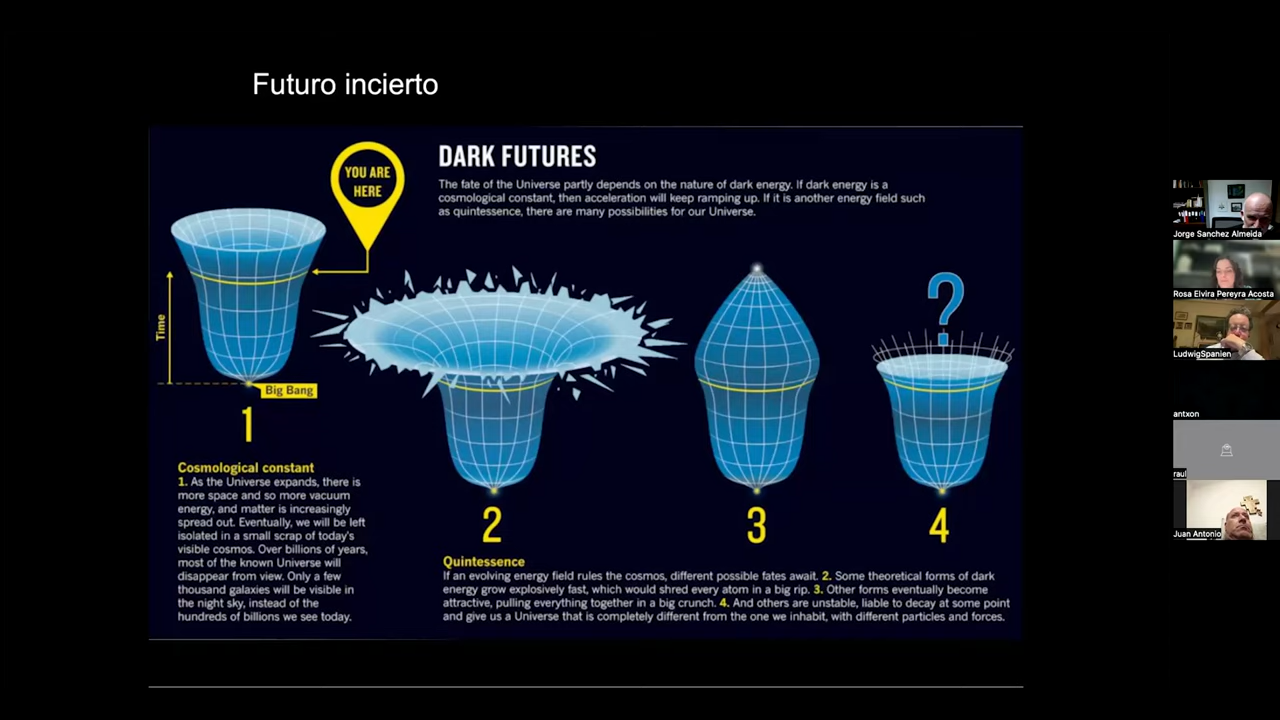 Futuro incierto
DARK FUTURES
The fate of the Universe partly depends on the nature of dark energy. If dark energy is a
cosmological constant, then acceleration will keep ramping up. If it is another energy field such
as quintessence, there are many possibilities for our Universe.
YOU ARE
HERE
Time
Big Bang
1
Cosmological constant
1. As the Universe expands, there is
more space and so more vacuum
energy, and matter is increasingly
spread out. Eventually, we will be left
isolated in a small scrap of today's
visible cosmos. Over billions of years,
most of the known Universe will
disappear from view. Only a few
thousand galaxies will be visible in
the night sky, instead of the
hundreds of billions we see today.
2
3
?
4
Quintessence
If an evolving energy field rules the cosmos, different possible fates await. 2. Some theoretical forms of dark
energy grow explosively fast, which would shred every atom in a big rip. 3. Other forms eventually become
attractive, pulling everything together in a big crunch. 4. And others are unstable, liable to decay at some point
and give us a Universe that is completely different from the one we inhabit, with different particles and forces.
Jorge Sanchez Almeida
Rosa Elvira Pereyra Acosta
LudwigSpanien
antxon
raul
Juan Antonio